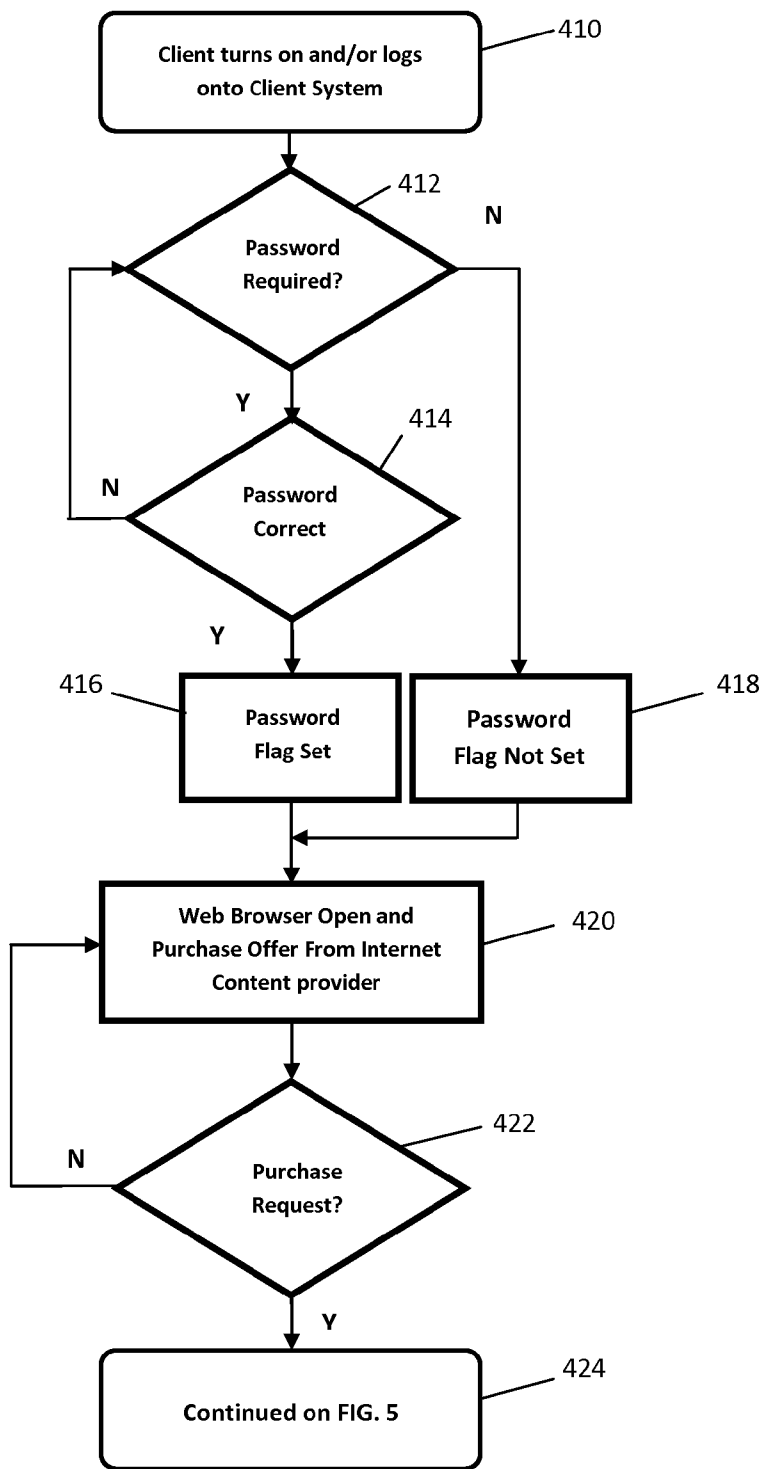 Client turns on and/or logs
onto Client System
410
412
N
Password
Required?
Y
414
N
Password
Correct
Y
416
Password
Flag Set
Password
Flag Not Set
418
Web Browser Open and
Purchase Offer From Internet
Content provider
420
422
N
Purchase
Request?
Y
Continued on FIG. 5
424